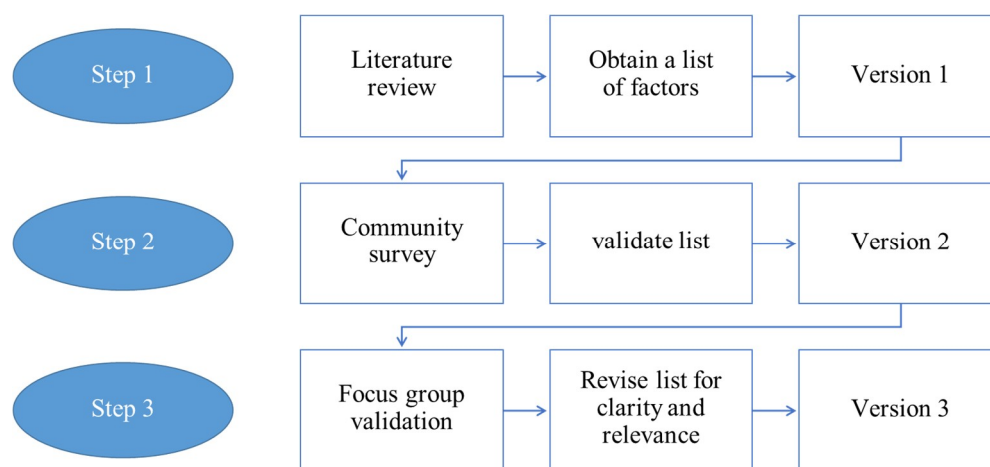 Step 1
Literature
review
Obtain a list
of factors
Version 1
Step 2
Community
survey
validate list
Version 2
Step 3
Focus group
validation
Revise list for
clarity and
relevance
Version 3